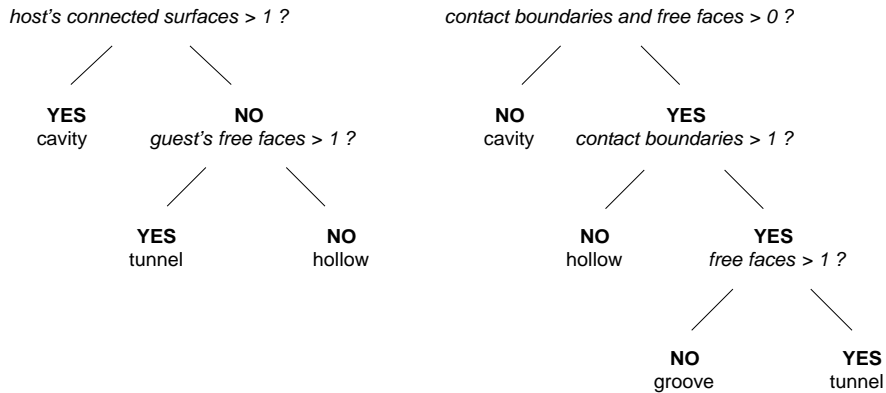 host's connected surfaces > 1 ?
YES
cavity
NO
guest's free faces > 1 ?
YES
tunnel
NO
hollow
contact boundaries and free faces > 0 ?
NO
cavity
YES
contact boundaries > 1 ?
NO
hollow
YES
free faces > 1 ?
NO
groove
YES
tunnel